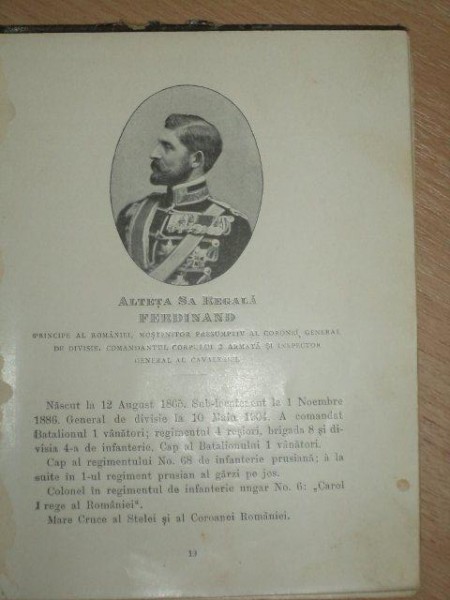 ALTEȚA SA REGALĂ
FERDINAND
PRINCIPE AL ROMÂNIEI, MOȘTENITOR PRESUMPTIV AL COROANEI, GENERAL
DE DIVISIE, COMANDANTUL CORPULUI 2 ARMATĂ ȘI INSPECTOR
GENERAL AL CAVALERIEI.
Născut la 12 August 1865. Sub-locotenent la 1 Noembre
1886. General de divisie la 10 Maiu 1904. A comandat
Batalionul 1 vânători; regimentul 4 roșiori, brigada 8 și di-
visia 4-a de infanterie. Cap al Batalionului 1 vânători.
Cap al regimentului No. 68 de infanterie prusiană; à la
suite în 1-ul regiment prusian al gărzi pe jos.
Colonel în regimentul de infanterie ungar No. 6: „Carol
I rege al României“.
Mare Cruce al Stelei și al Coroanei României.